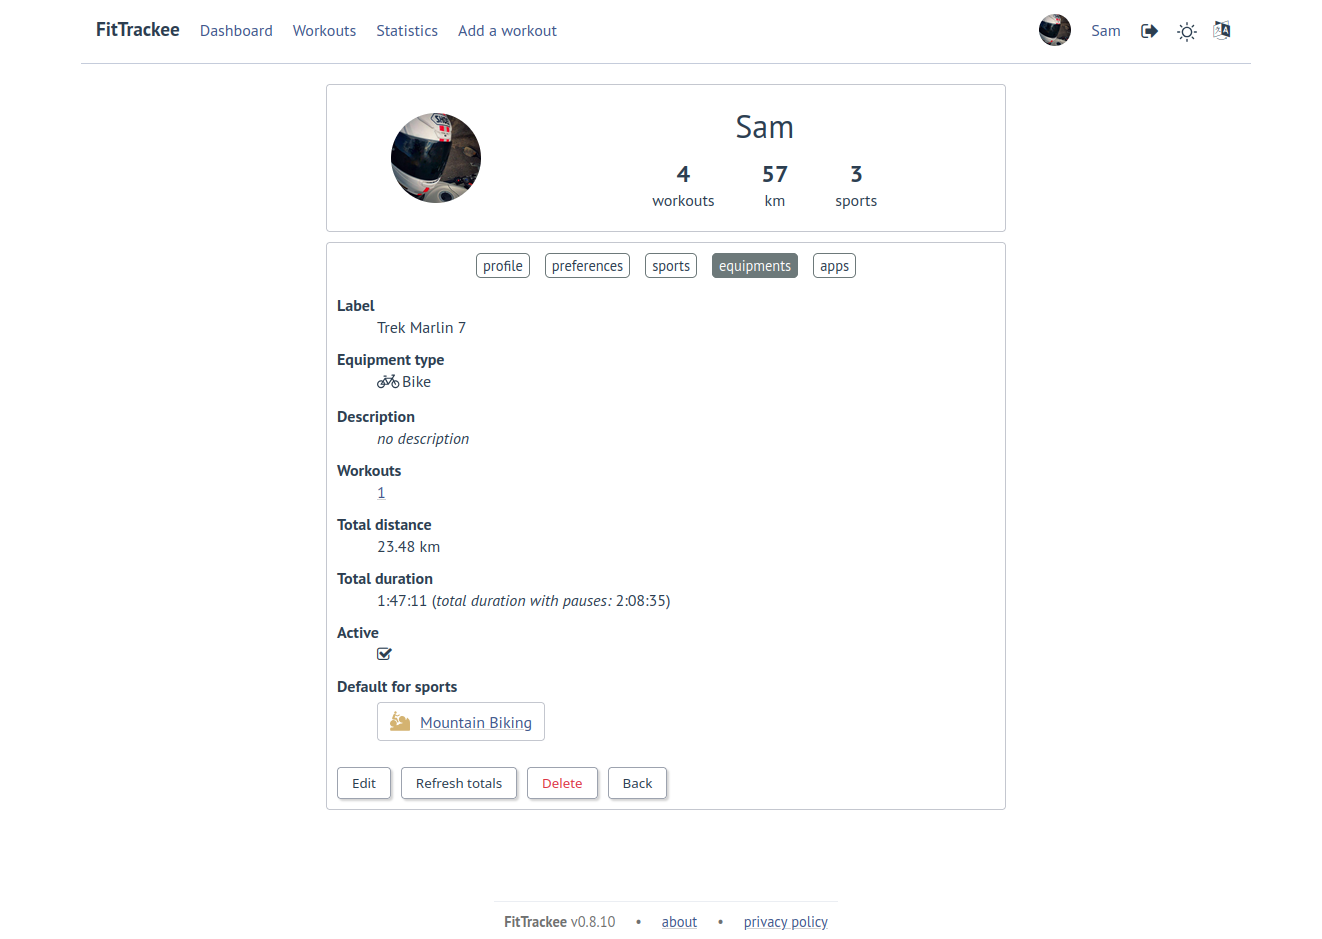 FitTrackee Dashboard Workouts Statistics Add a workout Sam
SHOE
Sam
4 57 3
workouts km sports
profile preferences sports equipments apps
Label
Trek Marlin 7
Equipment type
Bike
Description
no description
Workouts
1
Total distance
23.48 km
Total duration
1:47:11 (total duration with pauses: 2:08:35)
Active
Default for sports
Mountain Biking
Edit Refresh totals Delete Back
FitTrackee v0.8.10 • about • privacy policy